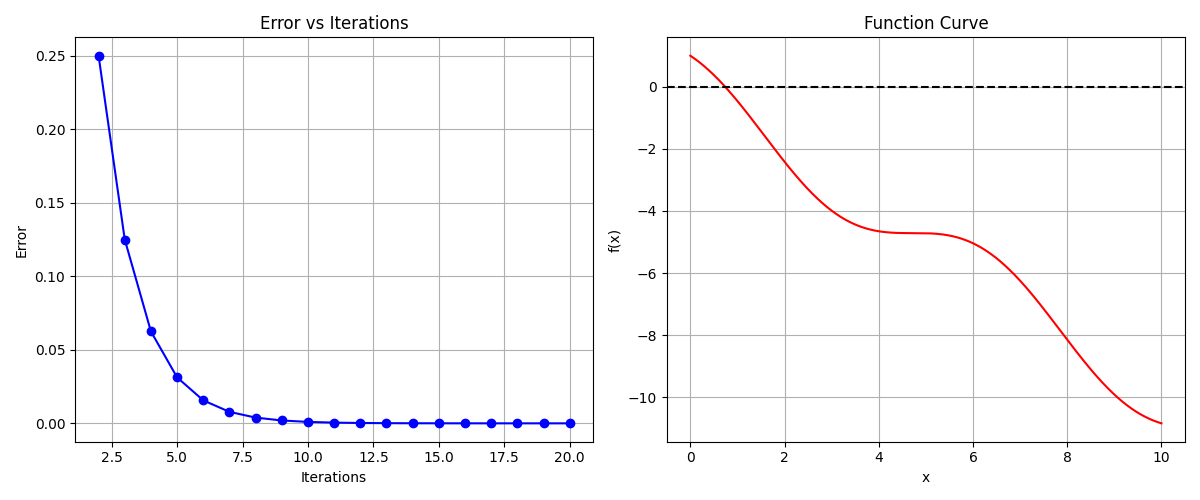 Error vs Iterations
0.25
0.20
0.15
0.10
0.05
0.00
Error
2.5 5.0 7.5 10.0 12.5 15.0 17.5 20.0
Iterations
Function Curve
0
−2
−4
−6
−8
−10
f(x)
0 2 4 6 8 10
x